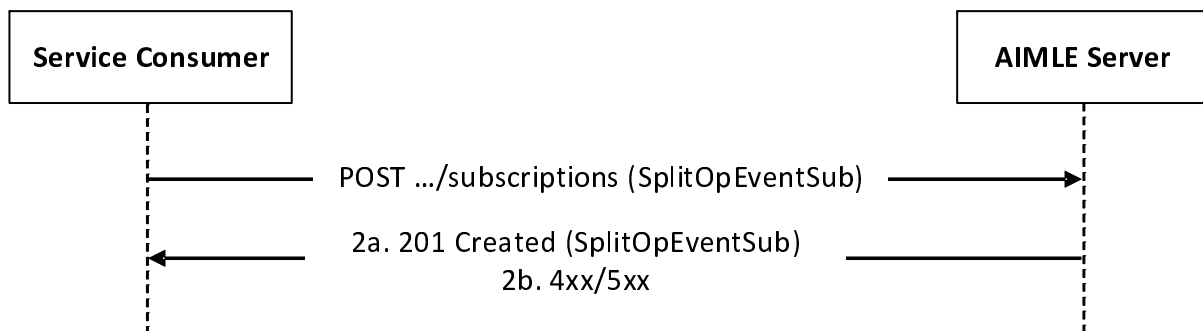 Service Consumer
AIMLE Server
POST …/subscriptions (SplitOpEventSub)
2a. 201 Created (SplitOpEventSub)
2b. 4xx/5xx